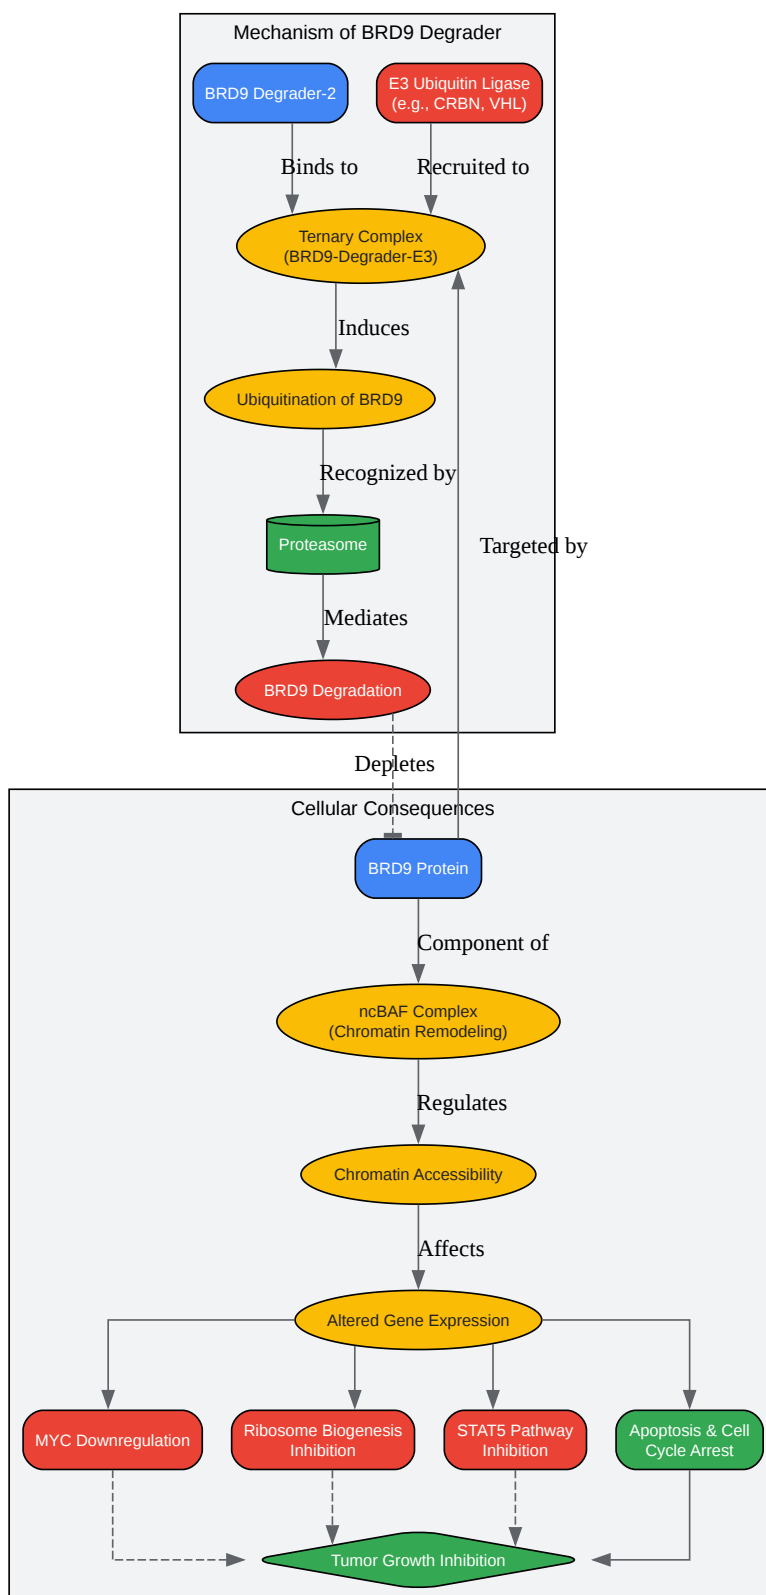 Mechanism of BRD9 Degrader
BRD9 Degrader-2
E3 Ubiquitin Ligase
(e.g., CRBN, VHL)
Binds to
Recruited to
Ternary Complex
(BRD9-Degrader-E3)
Induces
Ubiquitination of BRD9
Recognized by
Proteasome
Targeted by
Mediates
BRD9 Degradation
Depletes
Cellular Consequences
BRD9 Protein
Component of
ncBAF Complex
(Chromatin Remodeling)
Regulates
Chromatin Accessibility
Affects
Altered Gene Expression
MYC Downregulation
Ribosome Biogenesis
Inhibition
STAT5 Pathway
Inhibition
Apoptosis & Cell
Cycle Arrest
Tumor Growth Inhibition